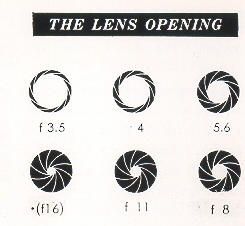 THE LENS OPENING
f 3.5 4 5.6
•(f16) f 11 f 8